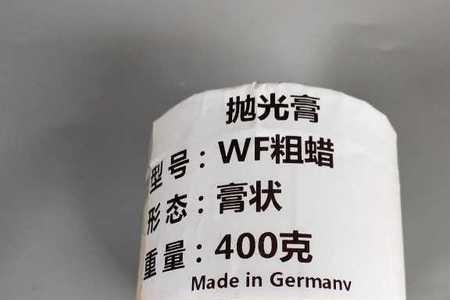 抛光膏
型号：WF粗蜡
形态：膏状
重量：400克
Made in Germany